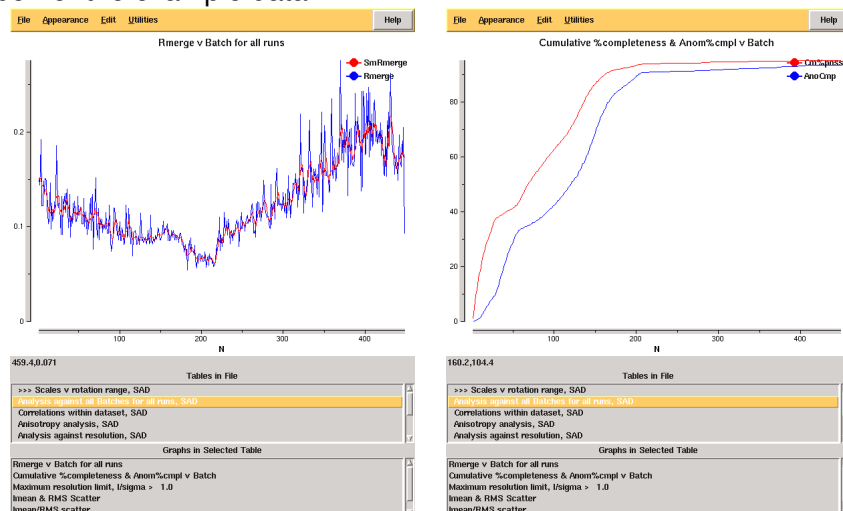 File Appearance Edit Utilities Help
Rmerge v Batch for all runs
SmRmerge
Rmerge
0.2
0.1
0
100 200 300 400
N
459.4,0.071
Tables in File
>>> Scales v rotation range, SAD
Analysis against all Batches for all runs, SAD
Correlations within dataset, SAD
Anisotropy analysis, SAD
Analysis against resolution, SAD
Graphs in Selected Table
Rmerge v Batch for all runs
Cumulative %completeness & Anom%cmpl v Batch
Maximum resolution limit, I/sigma > 1.0
Imean & RMS Scatter
Imean/RMS scatter
File Appearance Edit Utilities Help
Cumulative %completeness & Anom%cmpl v Batch
Cm%poss
AnoCmp
80
60
40
20
0
100 200 300 400
N
160.2,104.4
Tables in File
>>> Scales v rotation range, SAD
Analysis against all Batches for all runs, SAD
Correlations within dataset, SAD
Anisotropy analysis, SAD
Analysis against resolution, SAD
Graphs in Selected Table
Rmerge v Batch for all runs
Cumulative %completeness & Anom%cmpl v Batch
Maximum resolution limit, I/sigma > 1.0
Imean & RMS Scatter
Imean/RMS scatter